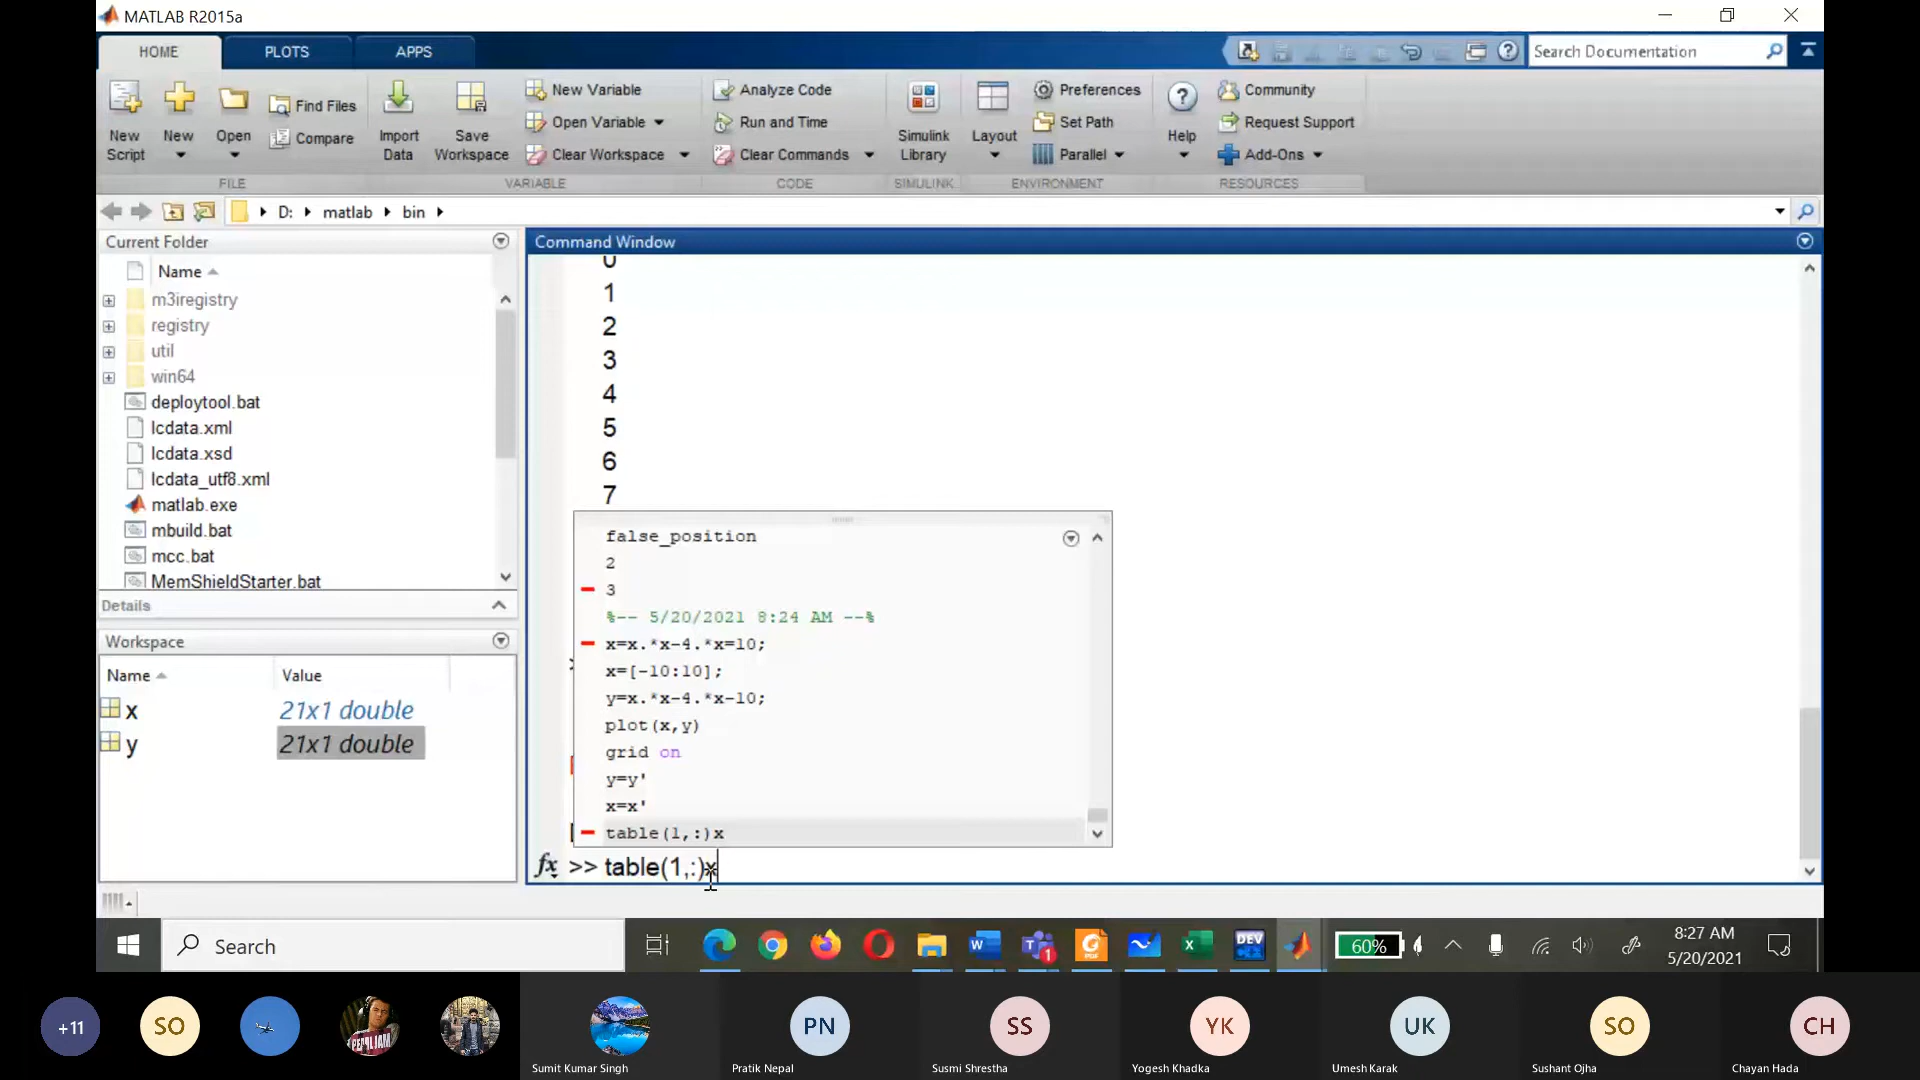 MATLAB R2015a
HOME PLOTS APPS
Search Documentation
New Script
New
Open
Find Files
Compare
Import Data
Save Workspace
New Variable
Open Variable
Clear Workspace
Analyze Code
Run and Time
Clear Commands
Simulink Library
Layout
Preferences
Set Path
Parallel
Help
Community
Request Support
Add-Ons
FILE VARIABLE CODE SIMULINK ENVIRONMENT RESOURCES
D: matlab bin
Current Folder
Name
m3iregistry
registry
util
win64
deploytool.bat
lcdata.xml
lcdata.xsd
lcdata_utf8.xml
matlab.exe
mbuild.bat
mcc.bat
MemShieldStarter.bat
Details
Workspace
Name Value
x 21x1 double
y 21x1 double
Command Window
0
1
2
3
4
5
6
7
false_position
2
3
%-- 5/20/2021 8:24 AM --%
x=x.*x-4.*x=10;
x=[-10:10];
y=x.*x-4.*x-10;
plot(x,y)
grid on
y=y'
x=x'
table(1,:)x
fx >> table(1,:)x
Search
DEV
1
60%
8:27 AM
5/20/2021
+11
SO
PEARL JAM
PN
SS
YK
UK
SO
CH
Sumit Kumar Singh
Pratik Nepal
Susmi Shrestha
Yogesh Khadka
Umesh Karak
Sushant Ojha
Chayan Hada